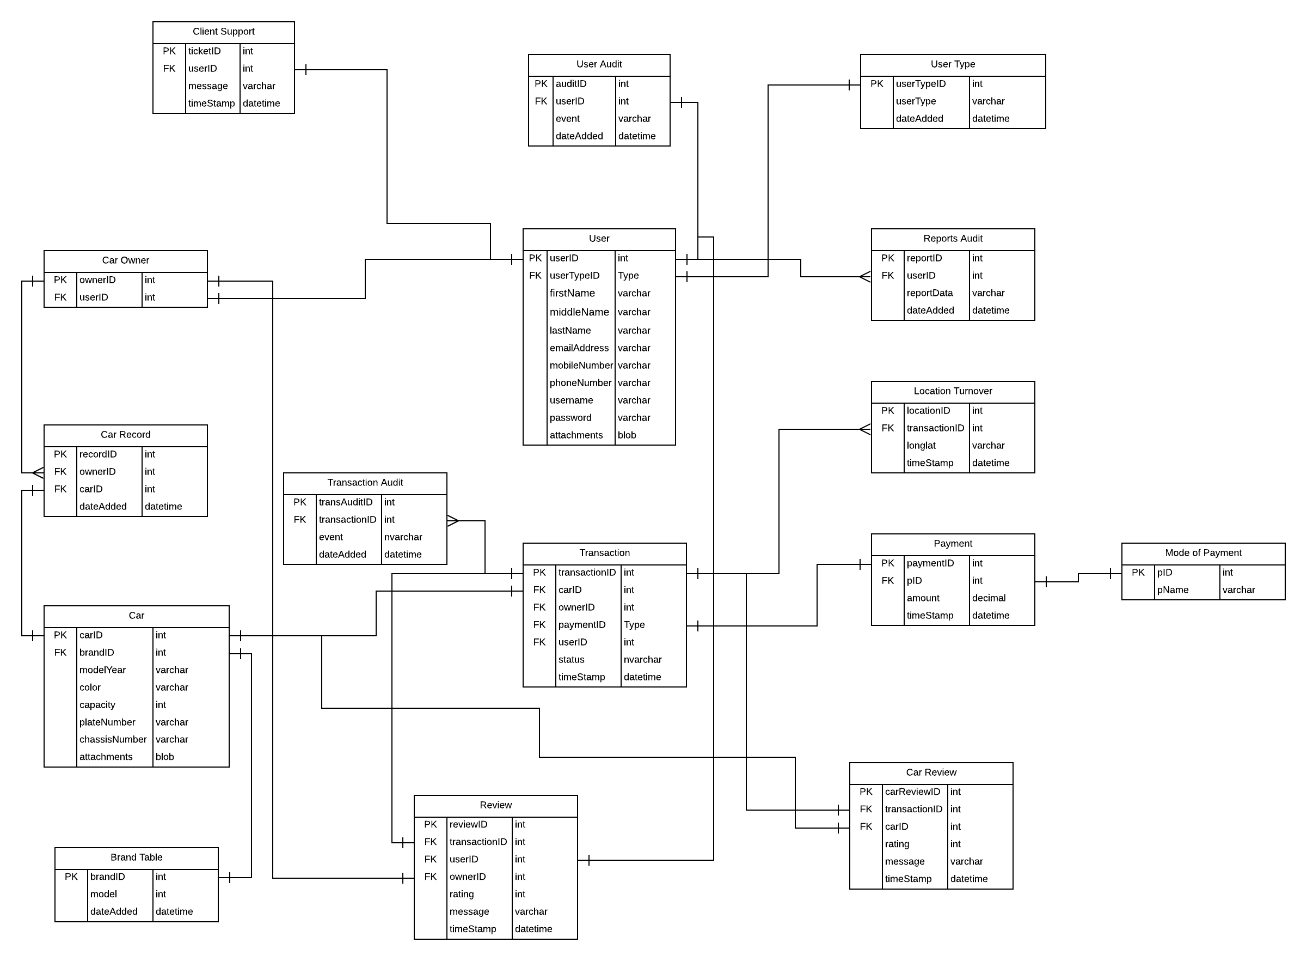 Client Support
PK ticketID int
FK userID int
message varchar
timeStamp datetime
User Audit
PK auditID int
FK userID int
event varchar
dateAdded datetime
User Type
PK userTypeID int
userType varchar
dateAdded datetime
Car Owner
PK ownerID int
FK userID int
User
PK userID int
FK userTypeID Type
firstName varchar
middleName varchar
lastName varchar
emailAddress varchar
mobileNumber varchar
phoneNumber varchar
username varchar
password varchar
attachments blob
Reports Audit
PK reportID int
FK userID int
reportData varchar
dateAdded datetime
Location Turnover
PK locationID int
FK transactionID int
longlat varchar
timeStamp datetime
Car Record
PK recordID int
FK ownerID int
FK carID int
dateAdded datetime
Transaction Audit
PK transAuditID int
FK transactionID int
event nvarchar
dateAdded datetime
Transaction
PK transactionID int
FK carID int
FK ownerID int
FK paymentID Type
FK userID int
status nvarchar
timeStamp datetime
Payment
PK paymentID int
FK pID int
amount decimal
timeStamp datetime
Mode of Payment
PK pID int
pName varchar
Car
PK carID int
FK brandID int
modelYear varchar
color varchar
capacity int
plateNumber varchar
chassisNumber varchar
attachments blob
Car Review
PK carReviewID int
FK transactionID int
FK carID int
rating int
message varchar
timeStamp datetime
Review
PK reviewID int
FK transactionID int
FK userID int
FK ownerID int
rating int
message varchar
timeStamp datetime
Brand Table
PK brandID int
model int
dateAdded datetime